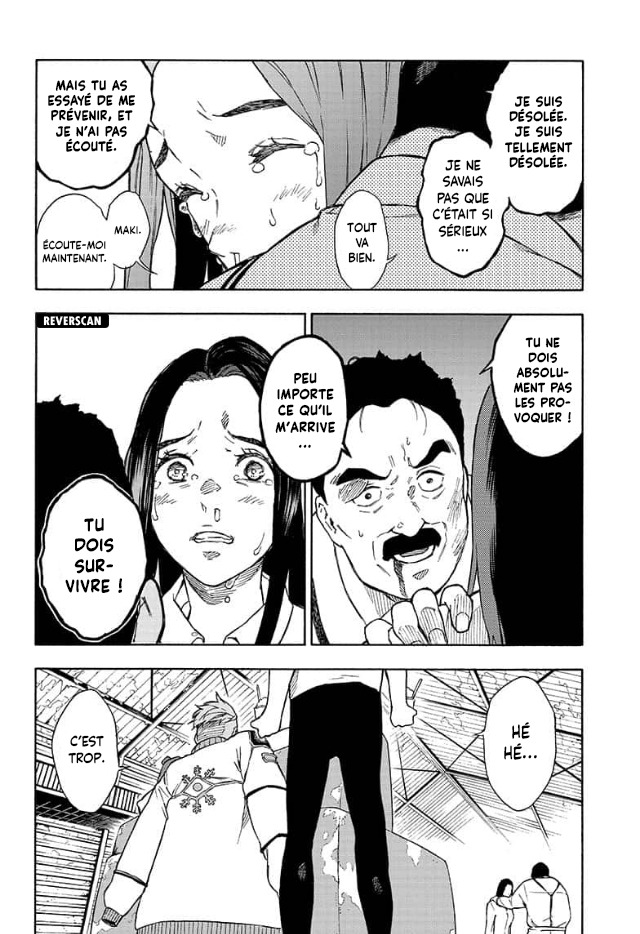 JE SUIS
DÉSOLÉE.
JE SUIS
TELLEMENT
DÉSOLÉE.
JE NE
SAVAIS
PAS QUE
C'ÉTAIT SI
SÉRIEUX
...
MAIS TU AS
ESSAYÉ DE ME
PRÉVENIR, ET
JE N'AI PAS
ÉCOUTÉ.
TOUT
VA
BIEN.
MAKI.
ÉCOUTE-MOI
MAINTENANT.
REVERSCAN
TU NE
DOIS
ABSOLU-
MENT PAS
LES PRO-
VOQUER !
PEU
IMPORTE
CE QU'IL
M'ARRIVE
...
TU
DOIS
SUR-
VIVRE !
HÉ
HÉ...
C'EST
TROP.